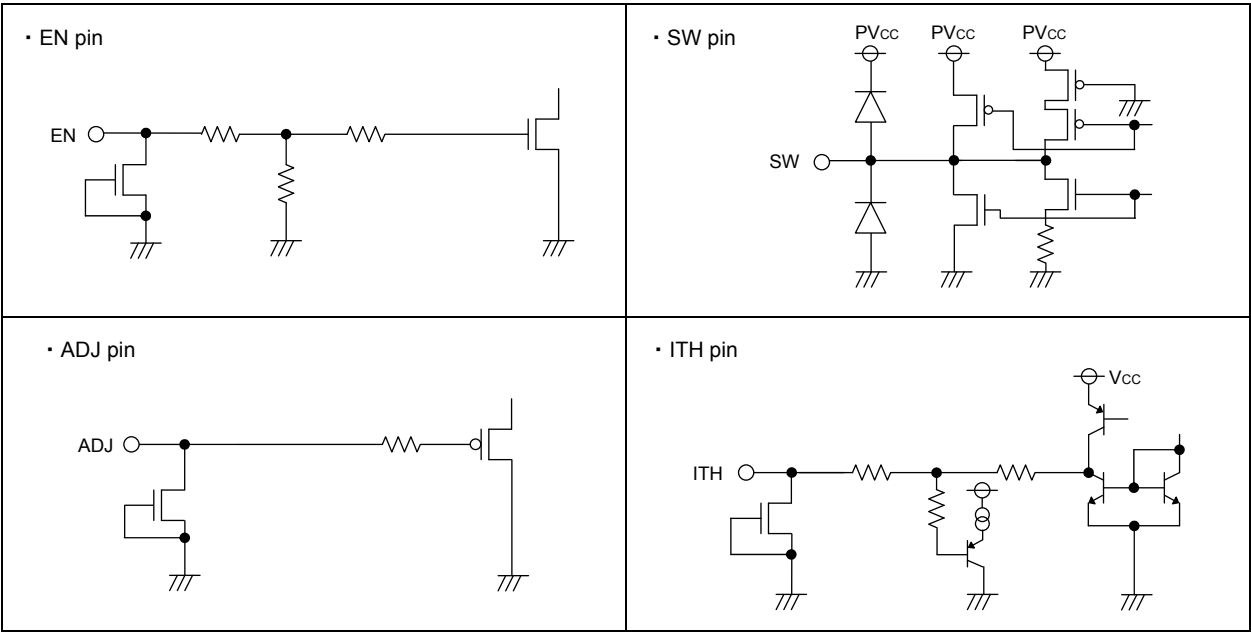 ・EN pin
EN
・SW pin
PVCC PVCC PVCC
SW
・ADJ pin
ADJ
・ITH pin
VCC
ITH